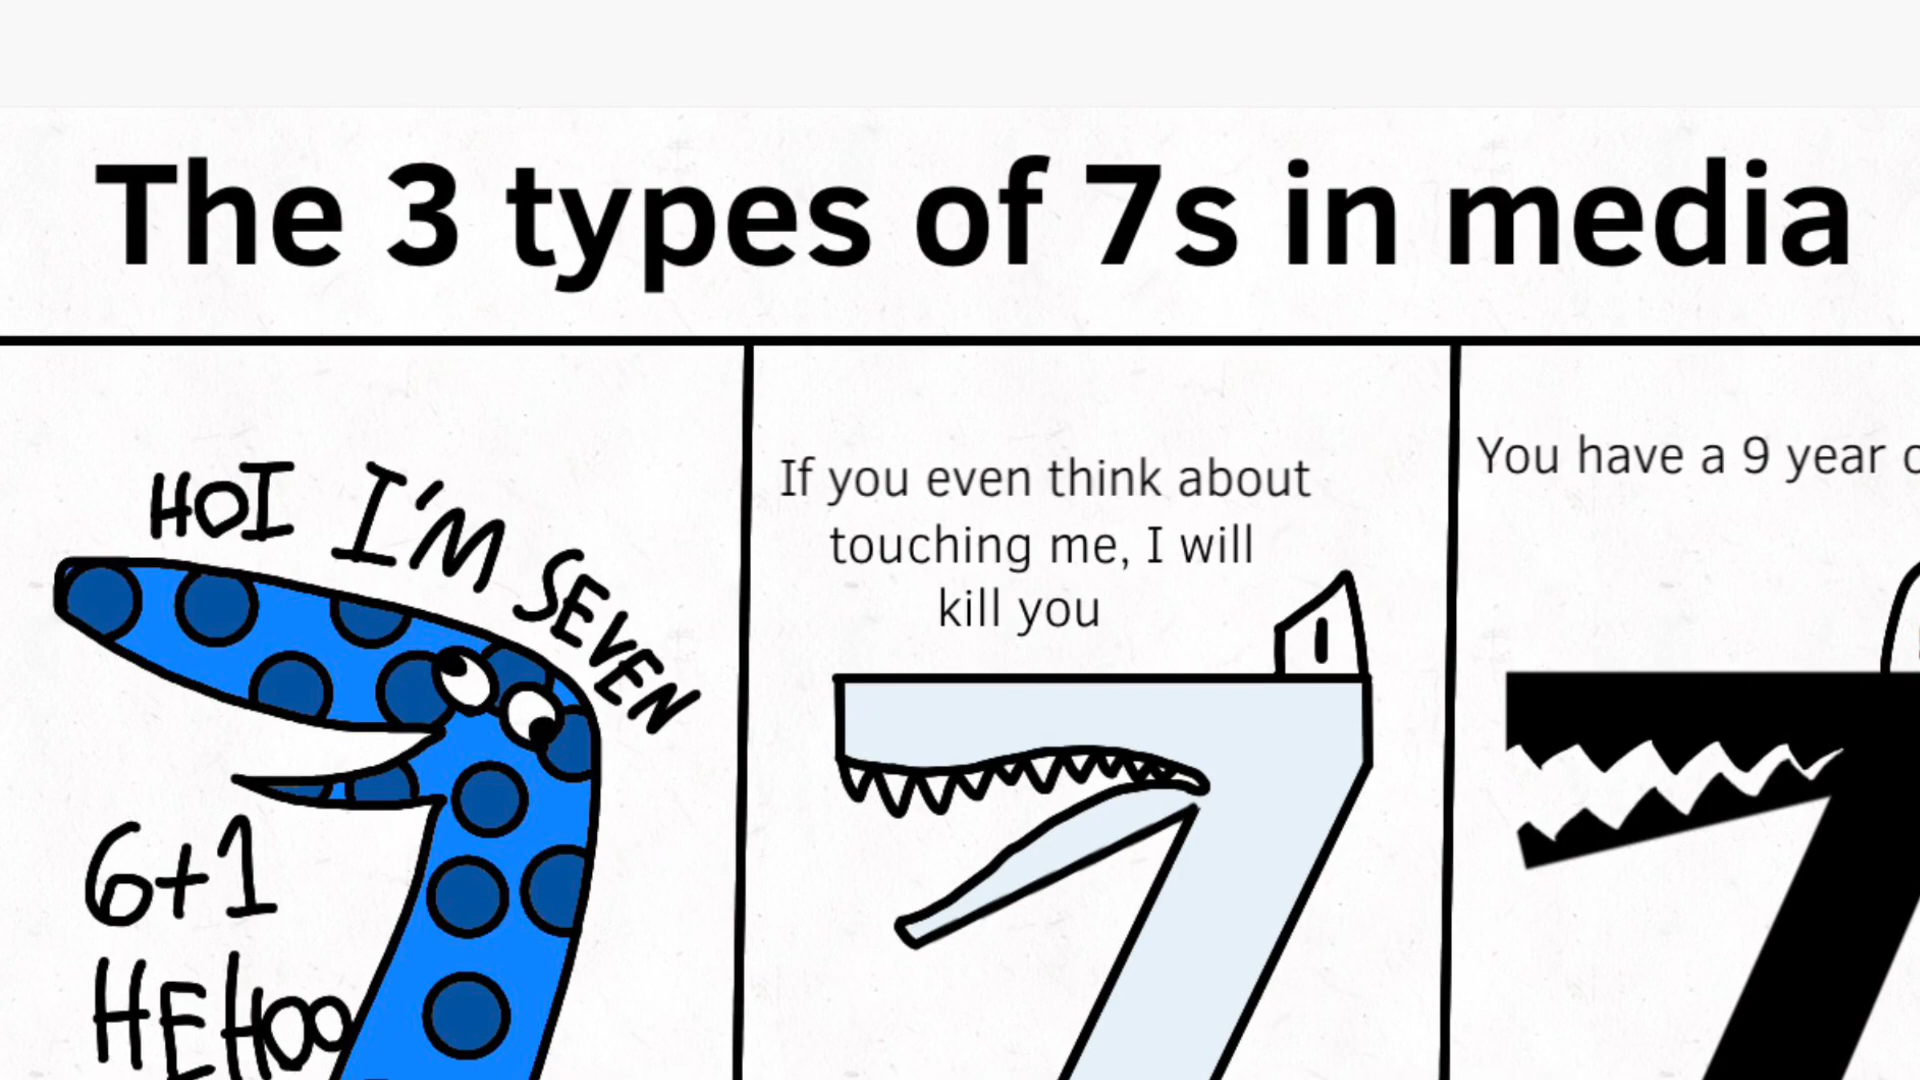 The 3 types of 7s in media
HOI I'M SEVEN
6+1
HEHOO
If you even think about
touching me, I will
kill you
You have a 9 year